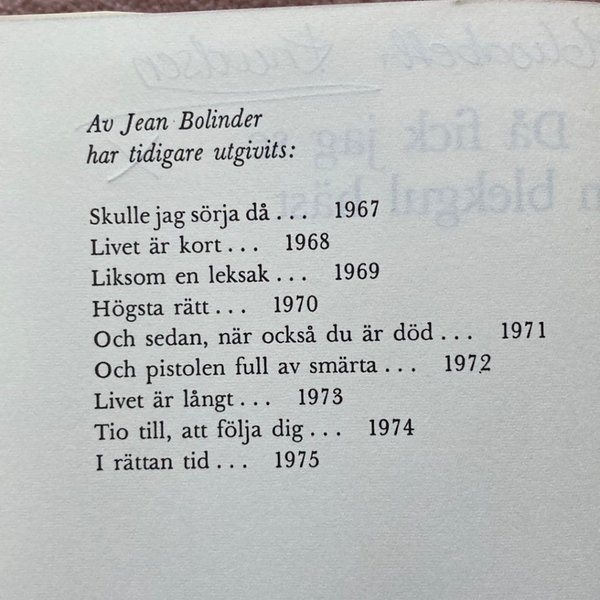 Av Jean Bolinder
har tidigare utgivits:
Skulle jag sörja då... 1967
Livet är kort... 1968
Liksom en leksak... 1969
Högsta rätt... 1970
Och sedan, när också du är död... 1971
Och pistolen full av smärta... 1972
Livet är långt... 1973
Tio till, att följa dig... 1974
I rättan tid... 1975